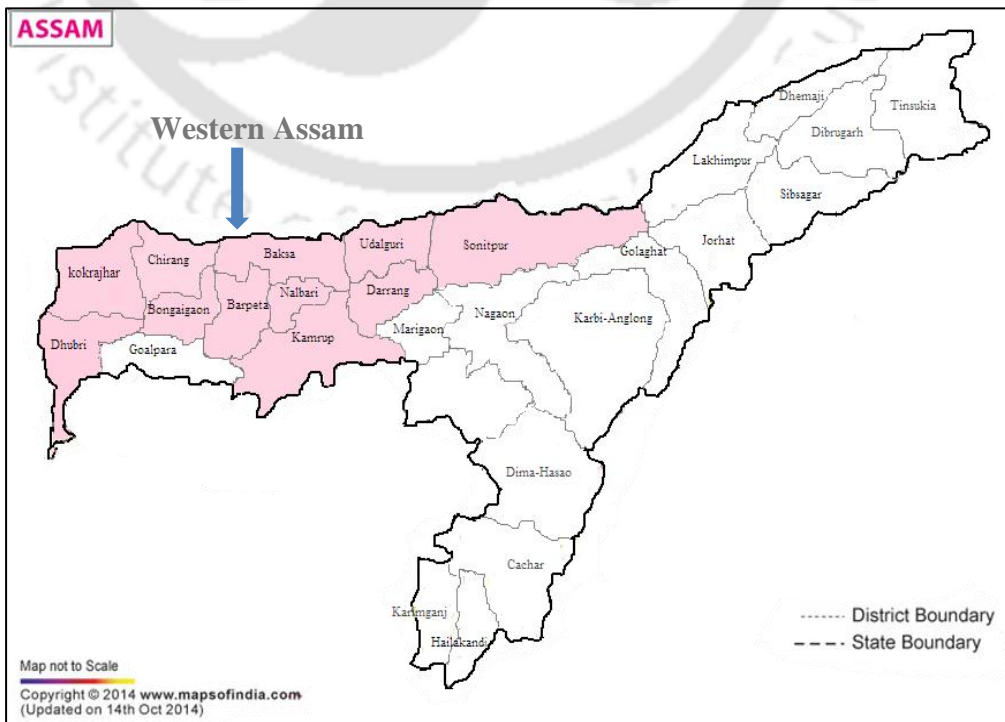 ASSAM
Western Assam
Dhemaji
Tinsukia
Dibrugarh
Lakhimpur
Sibsagar
Jorhat
Golaghat
Sonitpur
Udalguri
Baksa
Chirang
kokrajhar
Nalbari
Darrang
Barpeta
Bongaigaon
Kamrup
Dhubri
Goalpara
Marigaon
Nagaon
Karbi-Anglong
Dima-Hasao
Cachar
Karimganj
Hailakandi
District Boundary
State Boundary
Map not to Scale
Copyright © 2014 www.mapsofindia.com
(Updated on 14th Oct 2014)